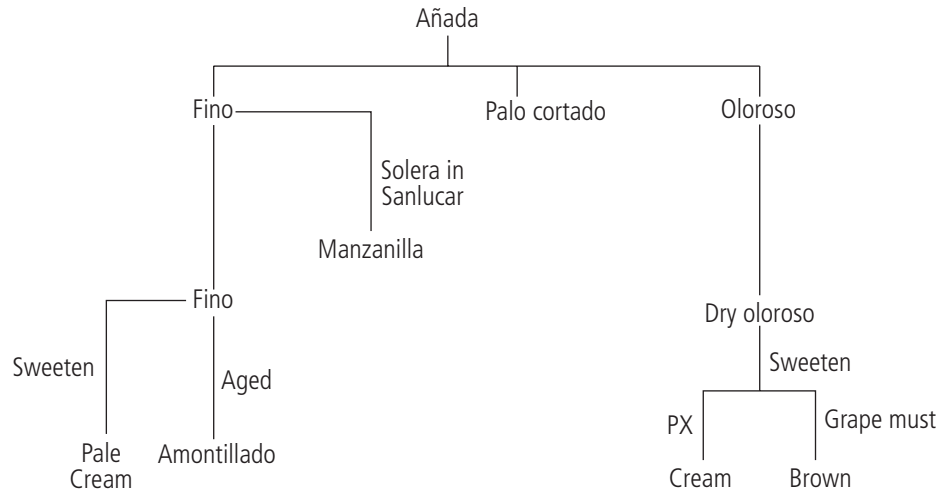 Añada
Fino
Palo cortado
Oloroso
Solera in
Sanlucar
Manzanilla
Fino
Dry oloroso
Sweeten
Sweeten
Aged
PX
Grape must
Pale
Cream
Amontillado
Cream
Brown